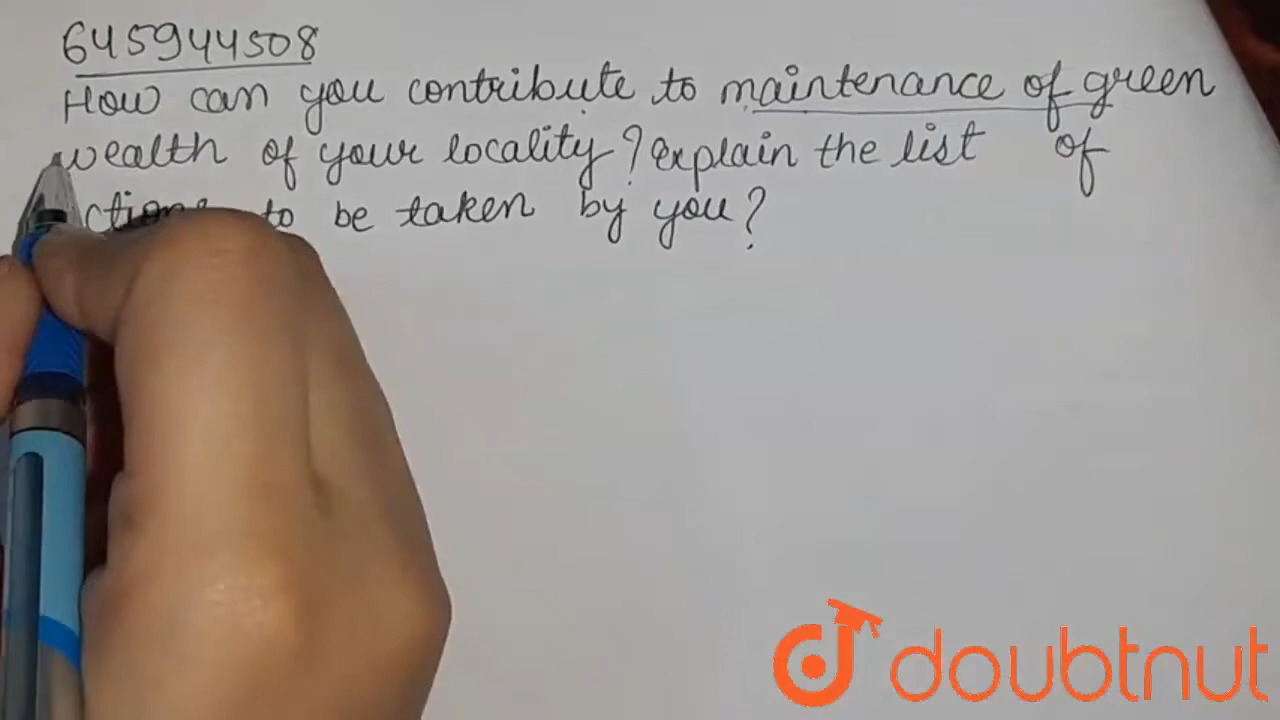 645944508
How can you contribute to maintenance of green
wealth of your locality? Explain the list of
ctions to be taken by you?
doubtnut